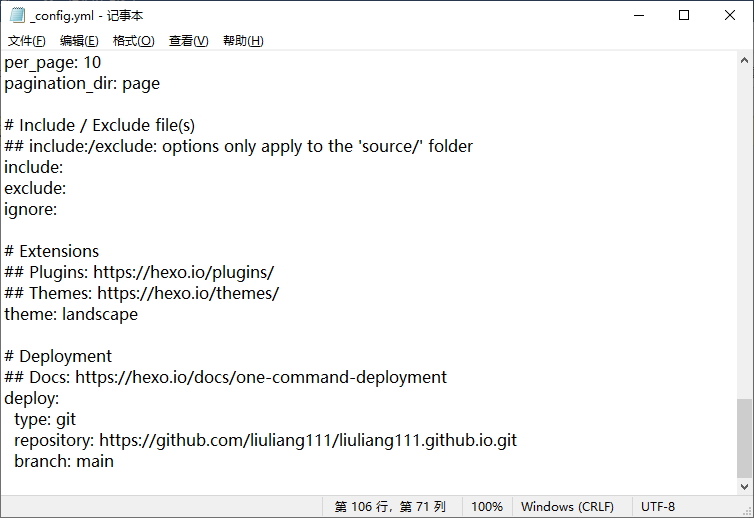 _config.yml - 记事本
文件(F) 编辑(E) 格式(O) 查看(V) 帮助(H)
per_page: 10
pagination_dir: page
# Include / Exclude file(s)
## include:/exclude: options only apply to the 'source/' folder
include:
exclude:
ignore:
# Extensions
## Plugins: https://hexo.io/plugins/
## Themes: https://hexo.io/themes/
theme: landscape
# Deployment
## Docs: https://hexo.io/docs/one-command-deployment
deploy:
  type: git
  repository: https://github.com/liuliang111/liuliang111.github.io.git
  branch: main
第 106 行，第 71 列 100% Windows (CRLF) UTF-8